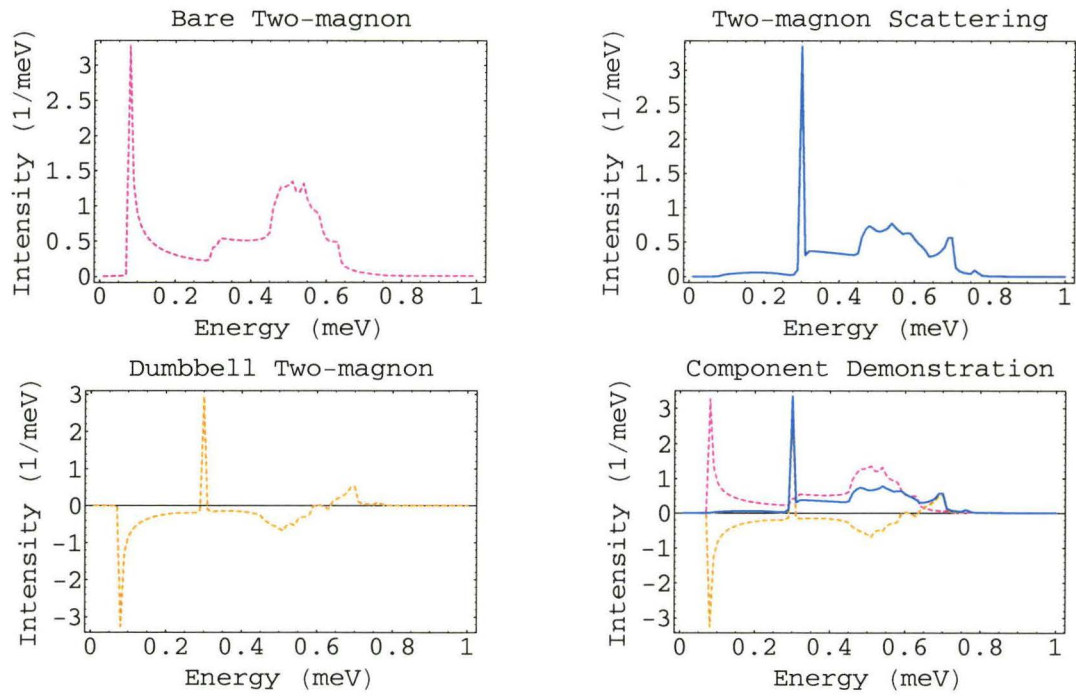 Bare Two-magnon
Intensity (1/meV)
3
2.5
2
1.5
1
0.5
0
0 0.2 0.4 0.6 0.8 1
Energy (meV)
Two-magnon Scattering
Intensity (1/meV)
3
2.5
2
1.5
1
0.5
0
0 0.2 0.4 0.6 0.8 1
Energy (meV)
Dumbbell Two-magnon
Intensity (1/meV)
3
2
1
0
-1
-2
-3
0 0.2 0.4 0.6 0.8 1
Energy (meV)
Component Demonstration
Intensity (1/meV)
3
2
1
0
-1
-2
-3
0 0.2 0.4 0.6 0.8 1
Energy (meV)